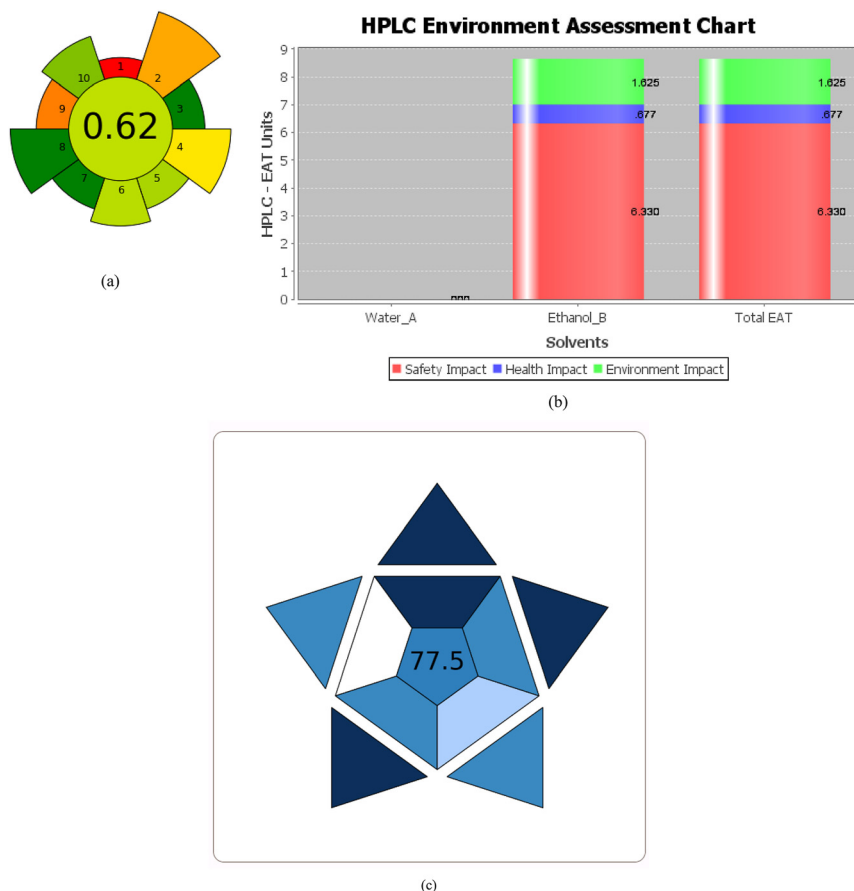 1
2
3
4
5
6
7
8
9
10
0.62
(a)
HPLC Environment Assessment Chart
HPLC - EAT Units
9
8
7
6
5
4
3
2
1
0
1.625
.677
6.330
1.625
.677
6.330
Water_A
Ethanol_B
Total EAT
Solvents
Safety Impact
Health Impact
Environment Impact
(b)
77.5
(c)